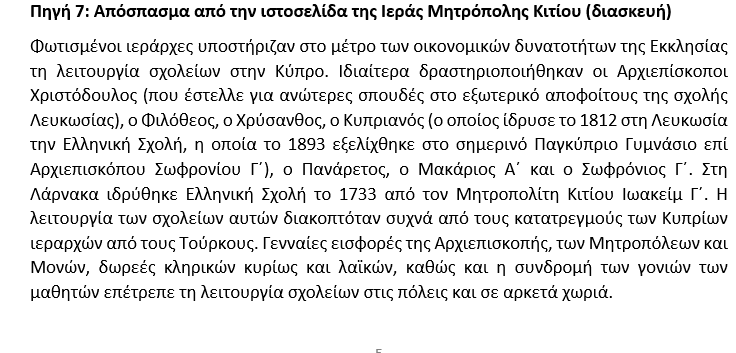 Πηγή 7: Απόσπασμα από την ιστοσελίδα της Ιεράς Μητρόπολης Κιτίου (διασκευή)
Φωτισμένοι ιεράρχες υποστήριζαν στο μέτρο των οικονομικών δυνατοτήτων της Εκκλησίας
τη λειτουργία σχολείων στην Κύπρο. Ιδιαίτερα δραστηριοποιήθηκαν οι Αρχιεπίσκοποι
Χριστόδουλος (που έστελλε για ανώτερες σπουδές στο εξωτερικό αποφοίτους της σχολής
Λευκωσίας), ο Φιλόθεος, ο Χρύσανθος, ο Κυπριανός (ο οποίος ίδρυσε το 1812 στη Λευκωσία
την Ελληνική Σχολή, η οποία το 1893 εξελίχθηκε στο σημερινό Παγκύπριο Γυμνάσιο επί
Αρχιεπισκόπου Σωφρονίου Γ΄), ο Πανάρετος, ο Μακάριος Α΄ και ο Σωφρόνιος Γ΄. Στη
Λάρνακα ιδρύθηκε Ελληνική Σχολή το 1733 από τον Μητροπολίτη Κιτίου Ιωακείμ Γ΄. Η
λειτουργία των σχολείων αυτών διακοπτόταν συχνά από τους κατατρεγμούς των Κυπρίων
ιεραρχών από τους Τούρκους. Γενναίες εισφορές της Αρχιεπισκοπής, των Μητροπόλεων και
Μονών, δωρεές κληρικών κυρίως και λαϊκών, καθώς και η συνδρομή των γονιών των
μαθητών επέτρεπε τη λειτουργία σχολείων στις πόλεις και σε αρκετά χωριά.